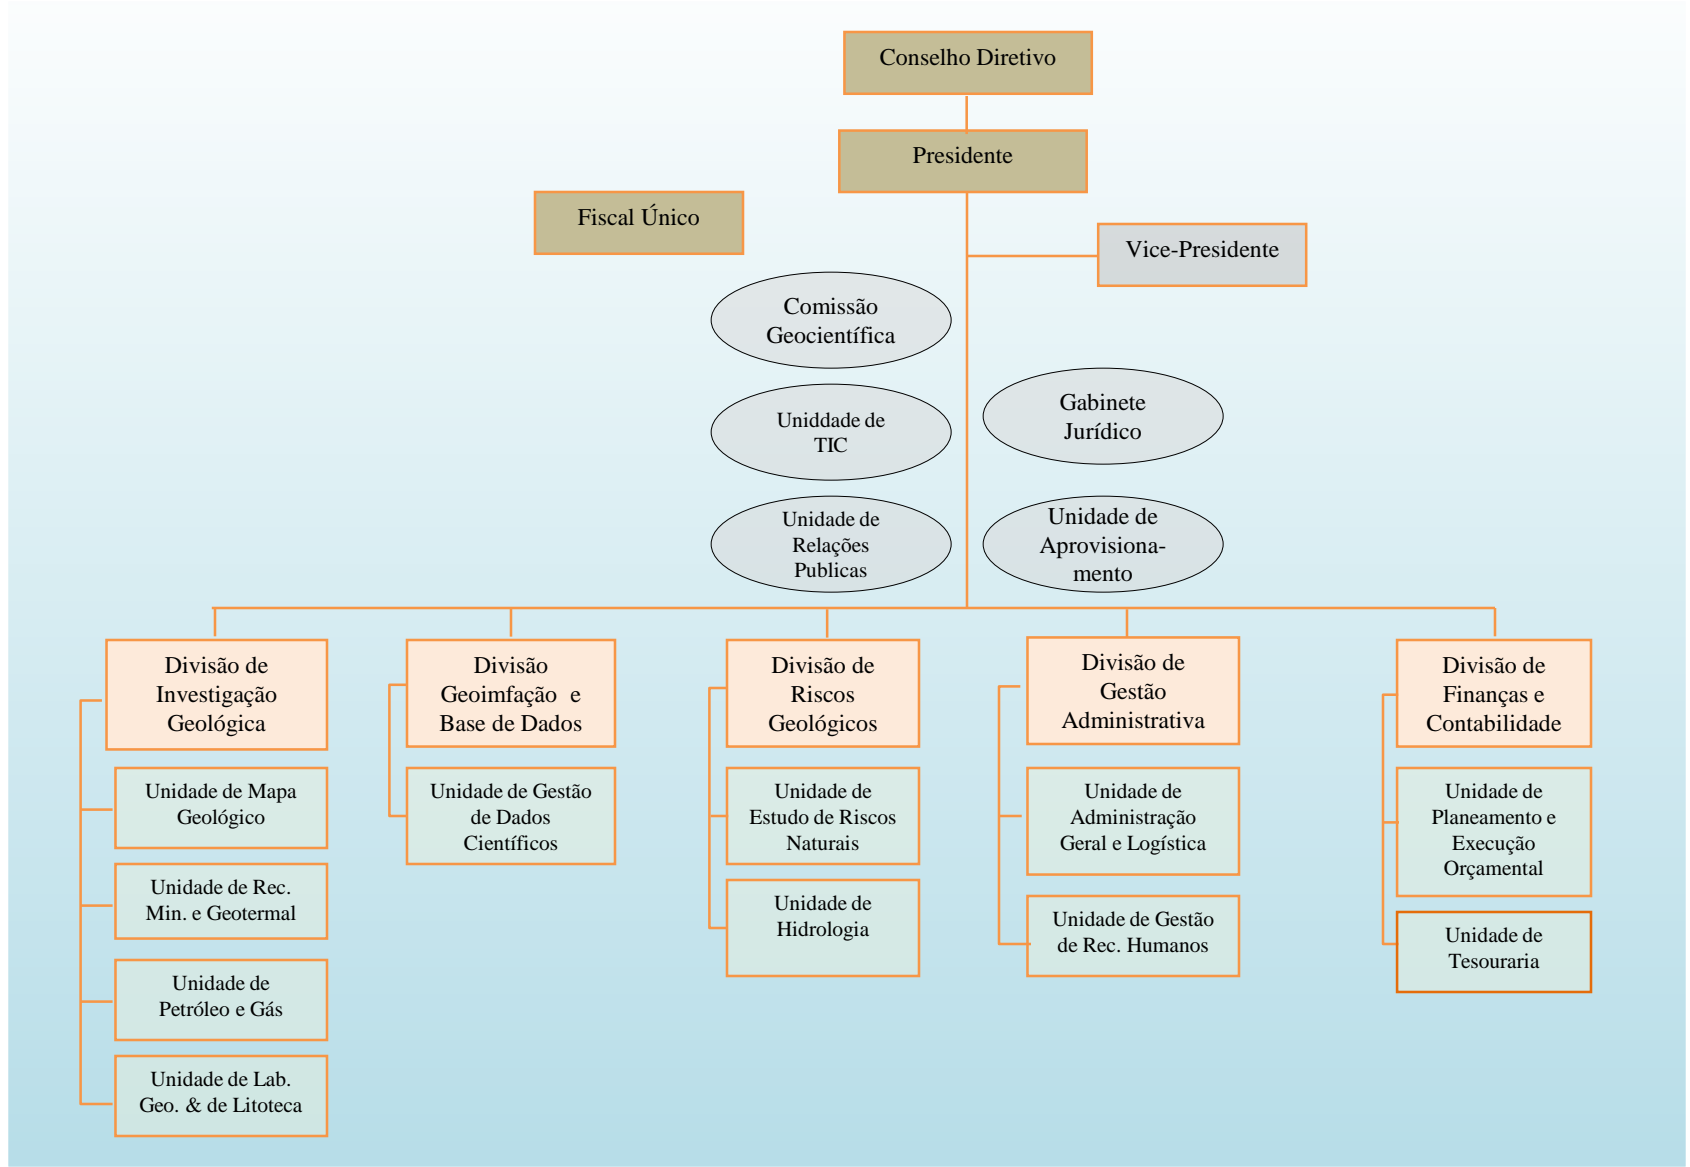 Conselho Diretivo
Presidente
Fiscal Único
Vice-Presidente
Comissão
Geocientífica
Gabinete
Jurídico
Uniddade de
TIC
Unidade de
Relações
Publicas
Unidade de
Aprovisiona-
mento
Divisão de
Investigação
Geológica
Unidade de Mapa
Geológico
Unidade de Rec.
Min. e Geotermal
Unidade de
Petróleo e Gás
Unidade de Lab.
Geo. & de Litoteca
Divisão
Geoimfação e
Base de Dados
Unidade de Gestão
de Dados
Científicos
Divisão de
Riscos
Geológicos
Unidade de
Estudo de Riscos
Naturais
Unidade de
Hidrologia
Divisão de
Gestão
Administrativa
Unidade de
Administração
Geral e Logística
Unidade de Gestão
de Rec. Humanos
Divisão de
Finanças e
Contabilidade
Unidade de
Planeamento e
Execução
Orçamental
Unidade de
Tesouraria